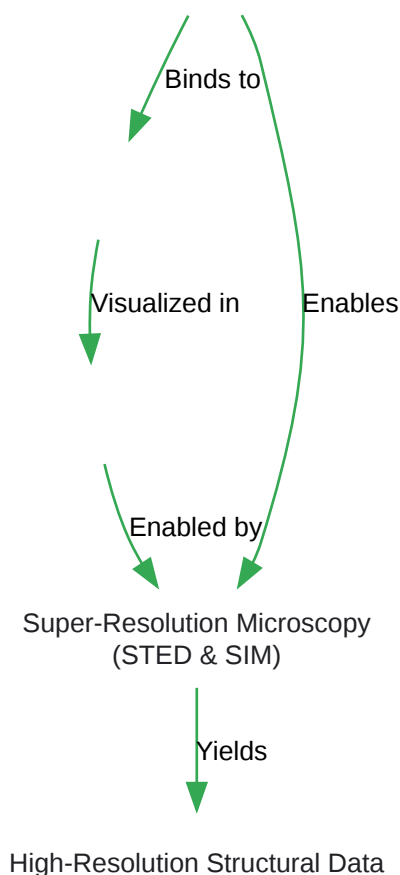 Binds to
Visualized in
Enables
Enabled by
Super-Resolution Microscopy
(STED & SIM)
Yields
High-Resolution Structural Data